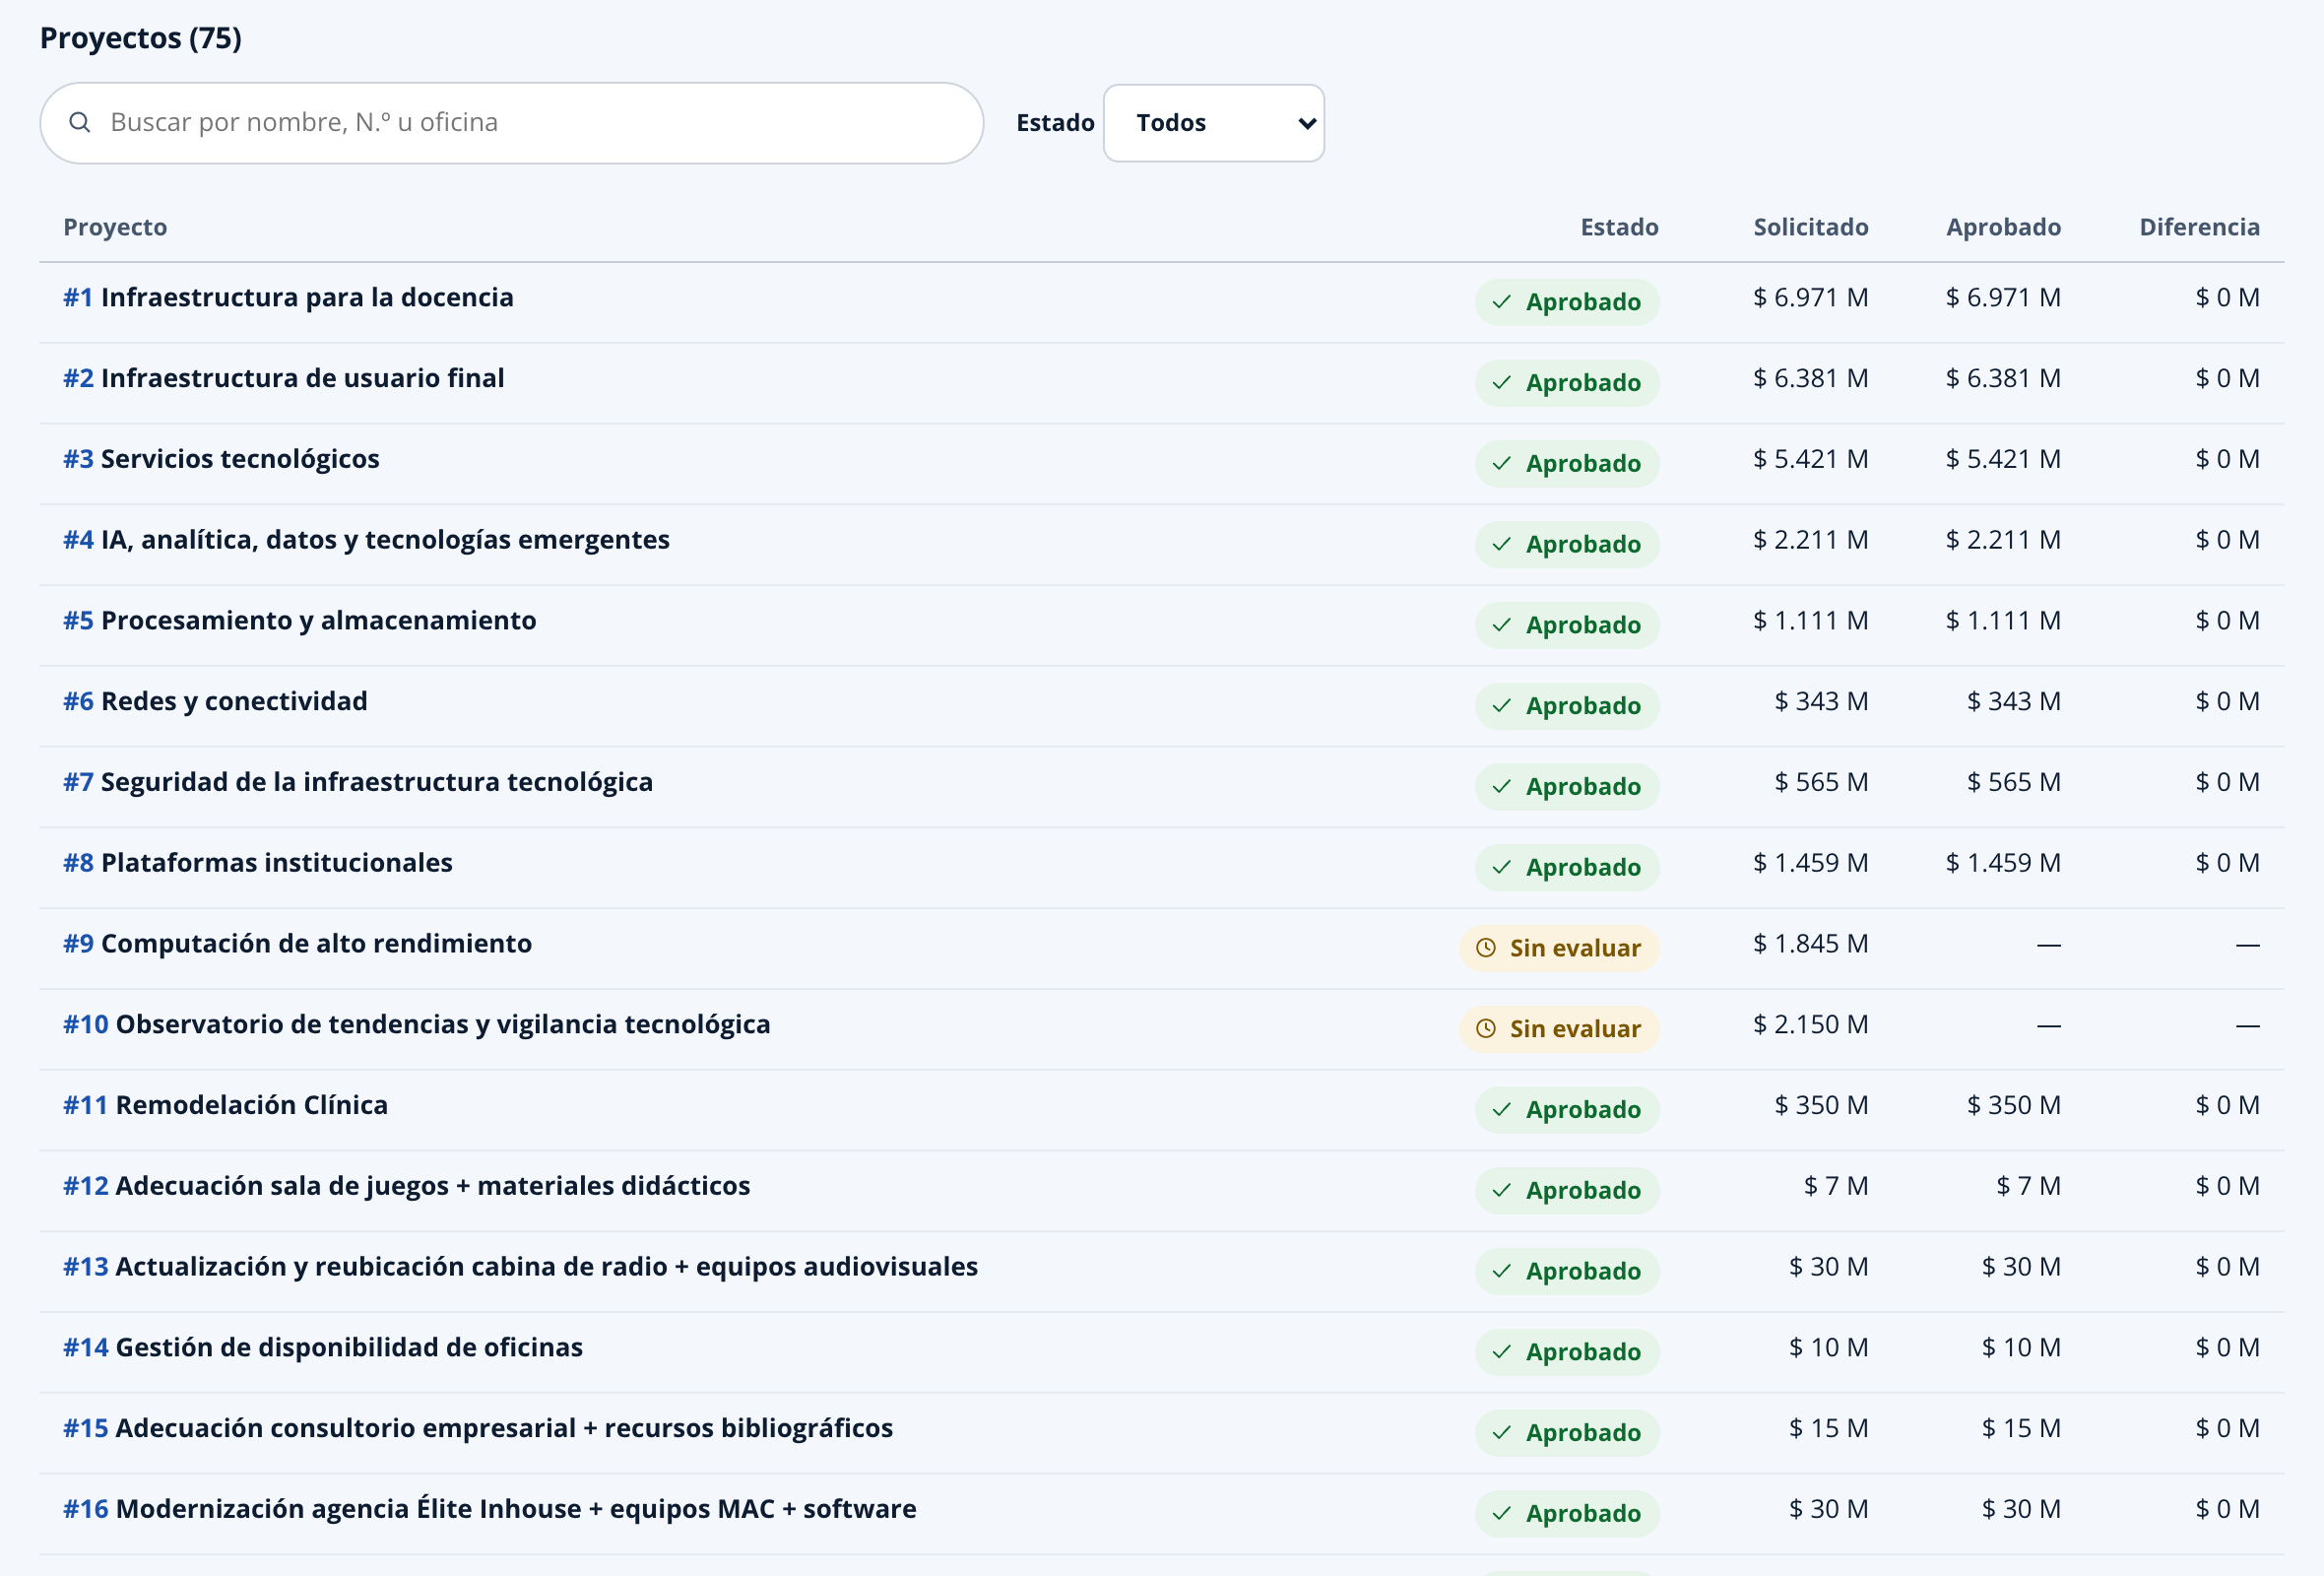 Proyectos (75)
Buscar por nombre, N.º u oficina Estado Todos
Proyecto Estado Solicitado Aprobado Diferencia
#1 Infraestructura para la docencia Aprobado $ 6.971 M $ 6.971 M $ 0 M
#2 Infraestructura de usuario final Aprobado $ 6.381 M $ 6.381 M $ 0 M
#3 Servicios tecnológicos Aprobado $ 5.421 M $ 5.421 M $ 0 M
#4 IA, analítica, datos y tecnologías emergentes Aprobado $ 2.211 M $ 2.211 M $ 0 M
#5 Procesamiento y almacenamiento Aprobado $ 1.111 M $ 1.111 M $ 0 M
#6 Redes y conectividad Aprobado $ 343 M $ 343 M $ 0 M
#7 Seguridad de la infraestructura tecnológica Aprobado $ 565 M $ 565 M $ 0 M
#8 Plataformas institucionales Aprobado $ 1.459 M $ 1.459 M $ 0 M
#9 Computación de alto rendimiento Sin evaluar $ 1.845 M — —
#10 Observatorio de tendencias y vigilancia tecnológica Sin evaluar $ 2.150 M — —
#11 Remodelación Clínica Aprobado $ 350 M $ 350 M $ 0 M
#12 Adecuación sala de juegos + materiales didácticos Aprobado $ 7 M $ 7 M $ 0 M
#13 Actualización y reubicación cabina de radio + equipos audiovisuales Aprobado $ 30 M $ 30 M $ 0 M
#14 Gestión de disponibilidad de oficinas Aprobado $ 10 M $ 10 M $ 0 M
#15 Adecuación consultorio empresarial + recursos bibliográficos Aprobado $ 15 M $ 15 M $ 0 M
#16 Modernización agencia Élite Inhouse + equipos MAC + software Aprobado $ 30 M $ 30 M $ 0 M